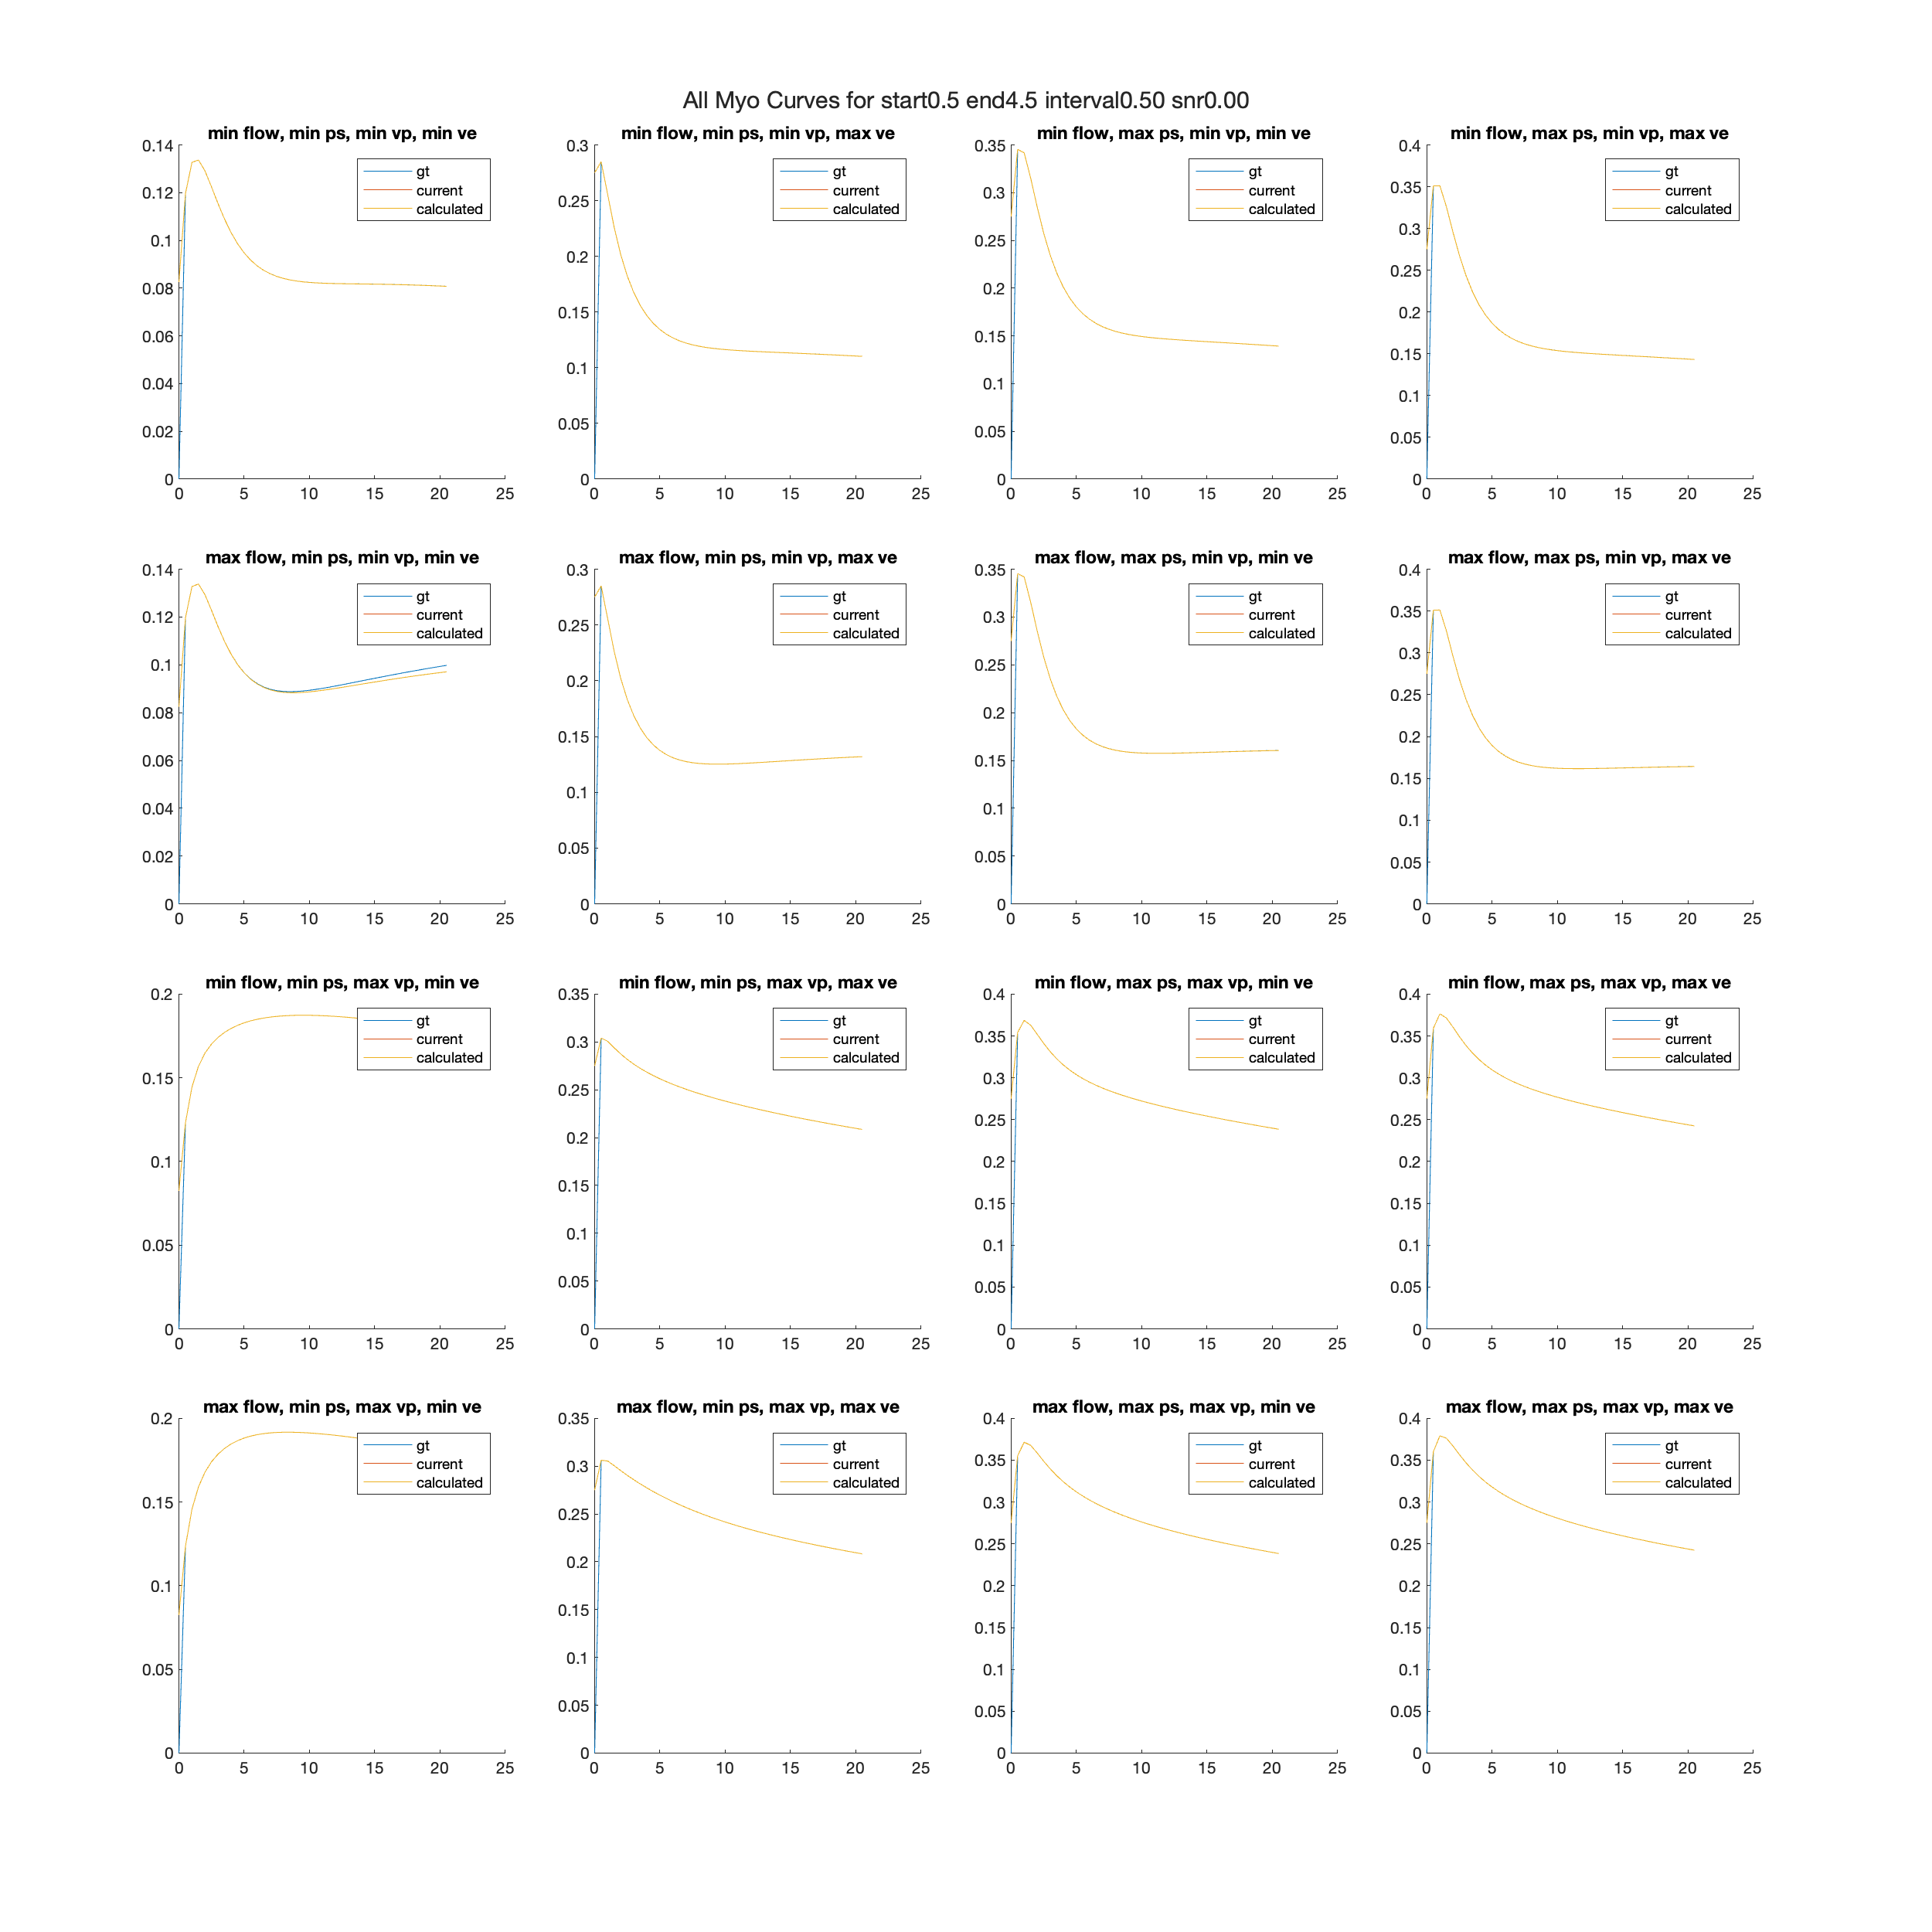 All Myo Curves for start0.5 end4.5 interval0.50 snr0.00
min flow, min ps, min vp, min ve
0.14
0.12
0.1
0.08
0.06
0.04
0.02
0
0 5 10 15 20 25
gt
current
calculated
min flow, min ps, min vp, max ve
0.3
0.25
0.2
0.15
0.1
0.05
0
0 5 10 15 20 25
gt
current
calculated
min flow, max ps, min vp, min ve
0.35
0.3
0.25
0.2
0.15
0.1
0.05
0
0 5 10 15 20 25
gt
current
calculated
min flow, max ps, min vp, max ve
0.4
0.35
0.3
0.25
0.2
0.15
0.1
0.05
0
0 5 10 15 20 25
gt
current
calculated
max flow, min ps, min vp, min ve
0.14
0.12
0.1
0.08
0.06
0.04
0.02
0
0 5 10 15 20 25
gt
current
calculated
max flow, min ps, min vp, max ve
0.3
0.25
0.2
0.15
0.1
0.05
0
0 5 10 15 20 25
gt
current
calculated
max flow, max ps, min vp, min ve
0.35
0.3
0.25
0.2
0.15
0.1
0.05
0
0 5 10 15 20 25
gt
current
calculated
max flow, max ps, min vp, max ve
0.4
0.35
0.3
0.25
0.2
0.15
0.1
0.05
0
0 5 10 15 20 25
gt
current
calculated
min flow, min ps, max vp, min ve
0.2
0.15
0.1
0.05
0
0 5 10 15 20 25
gt
current
calculated
min flow, min ps, max vp, max ve
0.35
0.3
0.25
0.2
0.15
0.1
0.05
0
0 5 10 15 20 25
gt
current
calculated
min flow, max ps, max vp, min ve
0.4
0.35
0.3
0.25
0.2
0.15
0.1
0.05
0
0 5 10 15 20 25
gt
current
calculated
min flow, max ps, max vp, max ve
0.4
0.35
0.3
0.25
0.2
0.15
0.1
0.05
0
0 5 10 15 20 25
gt
current
calculated
max flow, min ps, max vp, min ve
0.2
0.15
0.1
0.05
0
0 5 10 15 20 25
gt
current
calculated
max flow, min ps, max vp, max ve
0.35
0.3
0.25
0.2
0.15
0.1
0.05
0
0 5 10 15 20 25
gt
current
calculated
max flow, max ps, max vp, min ve
0.4
0.35
0.3
0.25
0.2
0.15
0.1
0.05
0
0 5 10 15 20 25
gt
current
calculated
max flow, max ps, max vp, max ve
0.4
0.35
0.3
0.25
0.2
0.15
0.1
0.05
0
0 5 10 15 20 25
gt
current
calculated